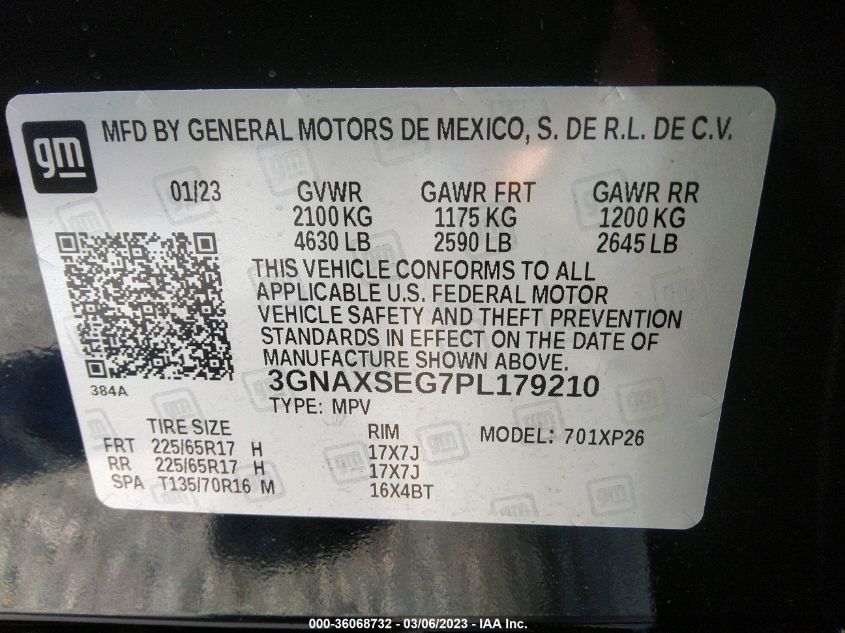 gm MFD BY GENERAL MOTORS DE MEXICO, S. DE R.L. DE C.V.
01/23 GVWR GAWR FRT GAWR RR
2100 KG 1175 KG 1200 KG
4630 LB 2590 LB 2645 LB
THIS VEHICLE CONFORMS TO ALL
APPLICABLE U.S. FEDERAL MOTOR
VEHICLE SAFETY AND THEFT PREVENTION
STANDARDS IN EFFECT ON THE DATE OF
MANUFACTURE SHOWN ABOVE.
384A 3GNAXSEG7PL179210
TYPE: MPV
TIRE SIZE RIM MODEL: 701XP26
FRT 225/65R17 H 17X7J
RR 225/65R17 H 17X7J
SPA T135/70R16 M 16X4BT
000-36068732 - 03/06/2023 - IAA Inc.